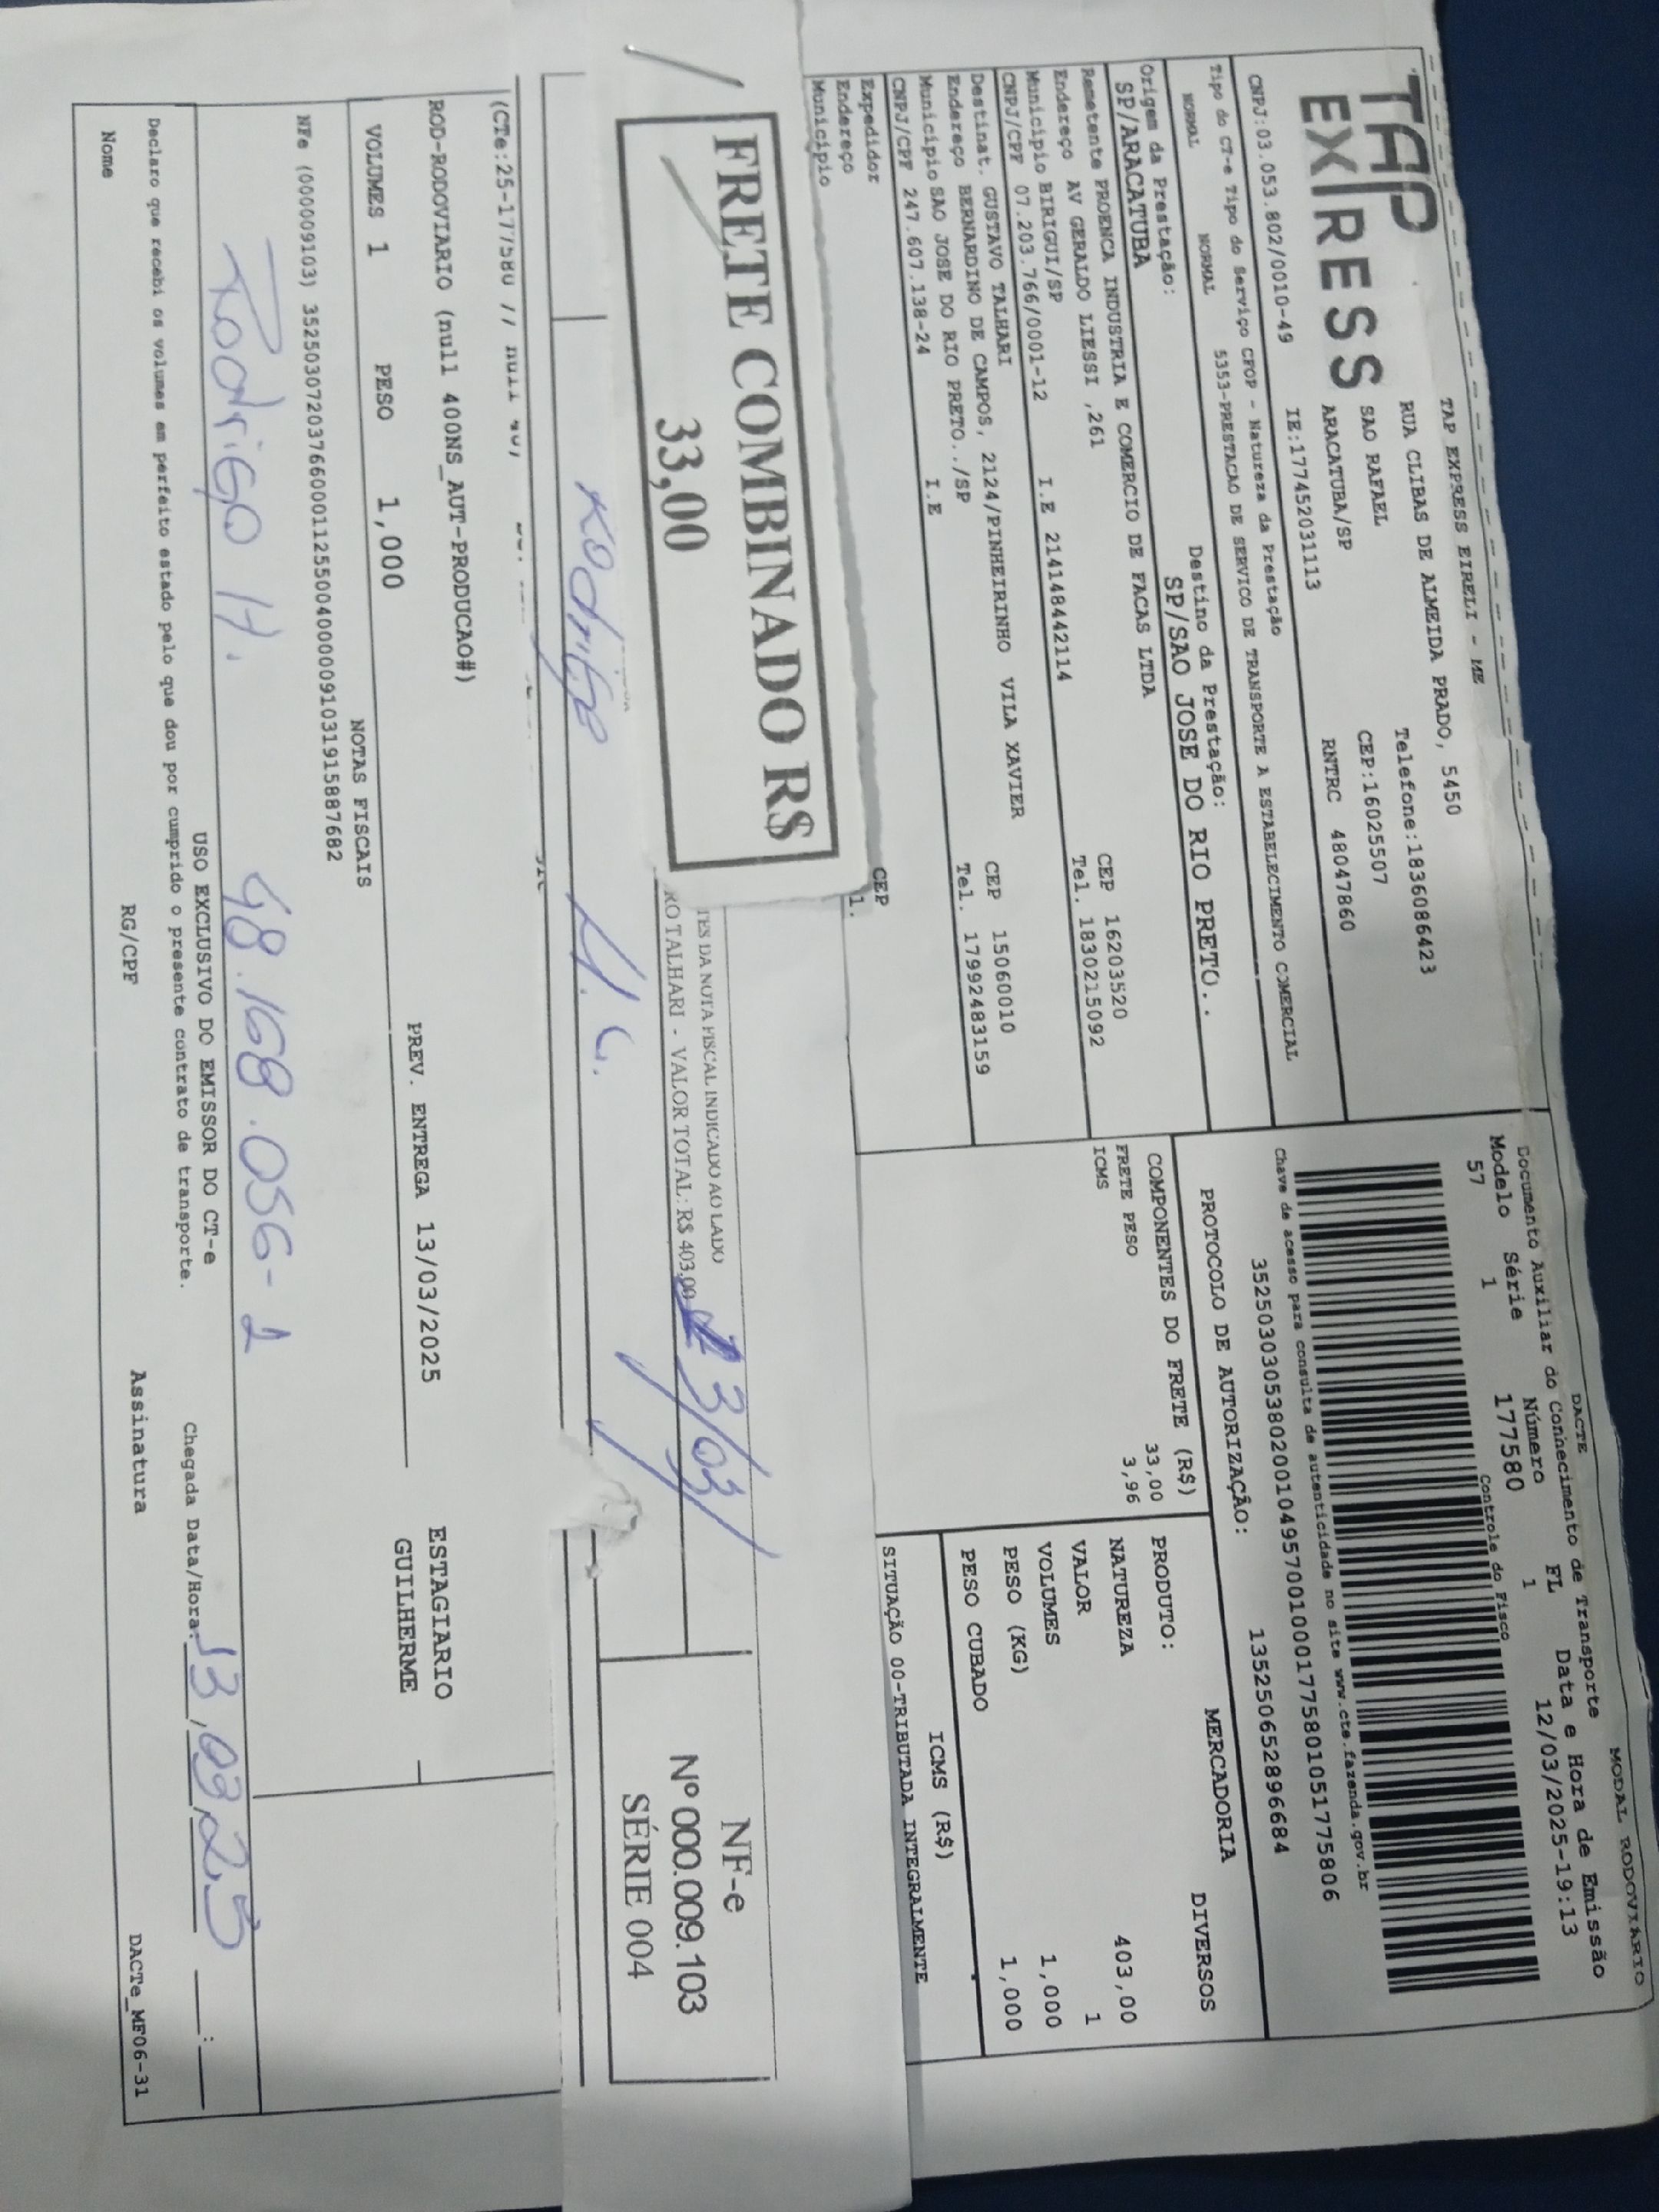 MODAL RODOVIÁRIO
TAP EXPRESS
TAP EXPRESS EIRELI - ME
RUA CLIBAS DE ALMEIDA PRADO, 5450
SAO RAFAEL
Telefone:1836086423
ARACATUBA/SP
CEP:16025507
CNPJ:03.053.802/0010-49
IE:177452031113
RNTRC 48047860
DACTE
Documento Auxiliar do Conhecimento de Transporte
Modelo Série Número FL Data e Hora de Emissão
57 1 177580 1 12/03/2025-19:13
Controle do Fisco
Chave de acesso para consulta de autenticidade no site www.cte.fazenda.gov.br
35250303053802001049570010001775801051775806
PROTOCOLO DE AUTORIZAÇÃO: 135250652896684
Tipo do CT-e Tipo do Serviço CFOP - Natureza da Prestação
NORMAL NORMAL 5353-PRESTACAO DE SERVICO DE TRANSPORTE A ESTABELECIMENTO COMERCIAL
Origem da Prestação:
SP/ARACATUBA
Destino da Prestação:
SP/SAO JOSE DO RIO PRETO..
Remetente PROENCA INDUSTRIA E COMERCIO DE FACAS LTDA
Endereço AV GERALDO LIESSI ,261
Município BIRIGUI/SP CEP 16203520
CNPJ/CPF 07.203.766/0001-12 I.E 214148442114 Tel. 1830215092
Destinat. GUSTAVO TALHARI
Endereço BERNARDINO DE CAMPOS, 2124/PINHEIRINHO VILA XAVIER
Município SAO JOSE DO RIO PRETO../SP CEP 15060010
CNPJ/CPF 247.607.138-24 I.E Tel. 17992483159
Expedidor
Endereço
Município CEP
COMPONENTES DO FRETE (R$)
FRETE PESO 33,00
ICMS 3,96
MERCADORIA
PRODUTO: DIVERSOS
NATUREZA
VALOR 403,00
VOLUMES 1
PESO (KG) 1,000
PESO CUBADO 1,000
ICMS (R$)
SITUAÇÃO 00-TRIBUTADA INTEGRALMENTE
FRETE COMBINADO R$
33,00
TES DA NOTA FISCAL INDICADO AO LADO
RO TALHARI - VALOR TOTAL: R$ 403,00
13/03/
Rodrigo H. C.
NF-e
Nº 000.009.103
SÉRIE 004
(CTe:25-177580 //
ROD-RODOVIARIO (null 400NS_AUT-PRODUCAO#)
VOLUMES 1 PESO 1,000
PREV. ENTREGA 13/03/2025
ESTAGIARIO
GUILHERME
NOTAS FISCAIS
NFe (000009103) 35250307203766000112550040000091031915887682
Rodrigo H. 48.168.056-1
USO EXCLUSIVO DO EMISSOR DO CT-e
Declaro que recebi os volumes em perfeito estado pelo que dou por cumprido o presente contrato de transporte.
Chegada Data/Hora: 13,03,25 :
Nome RG/CPF Assinatura
DACTe_MF06-31